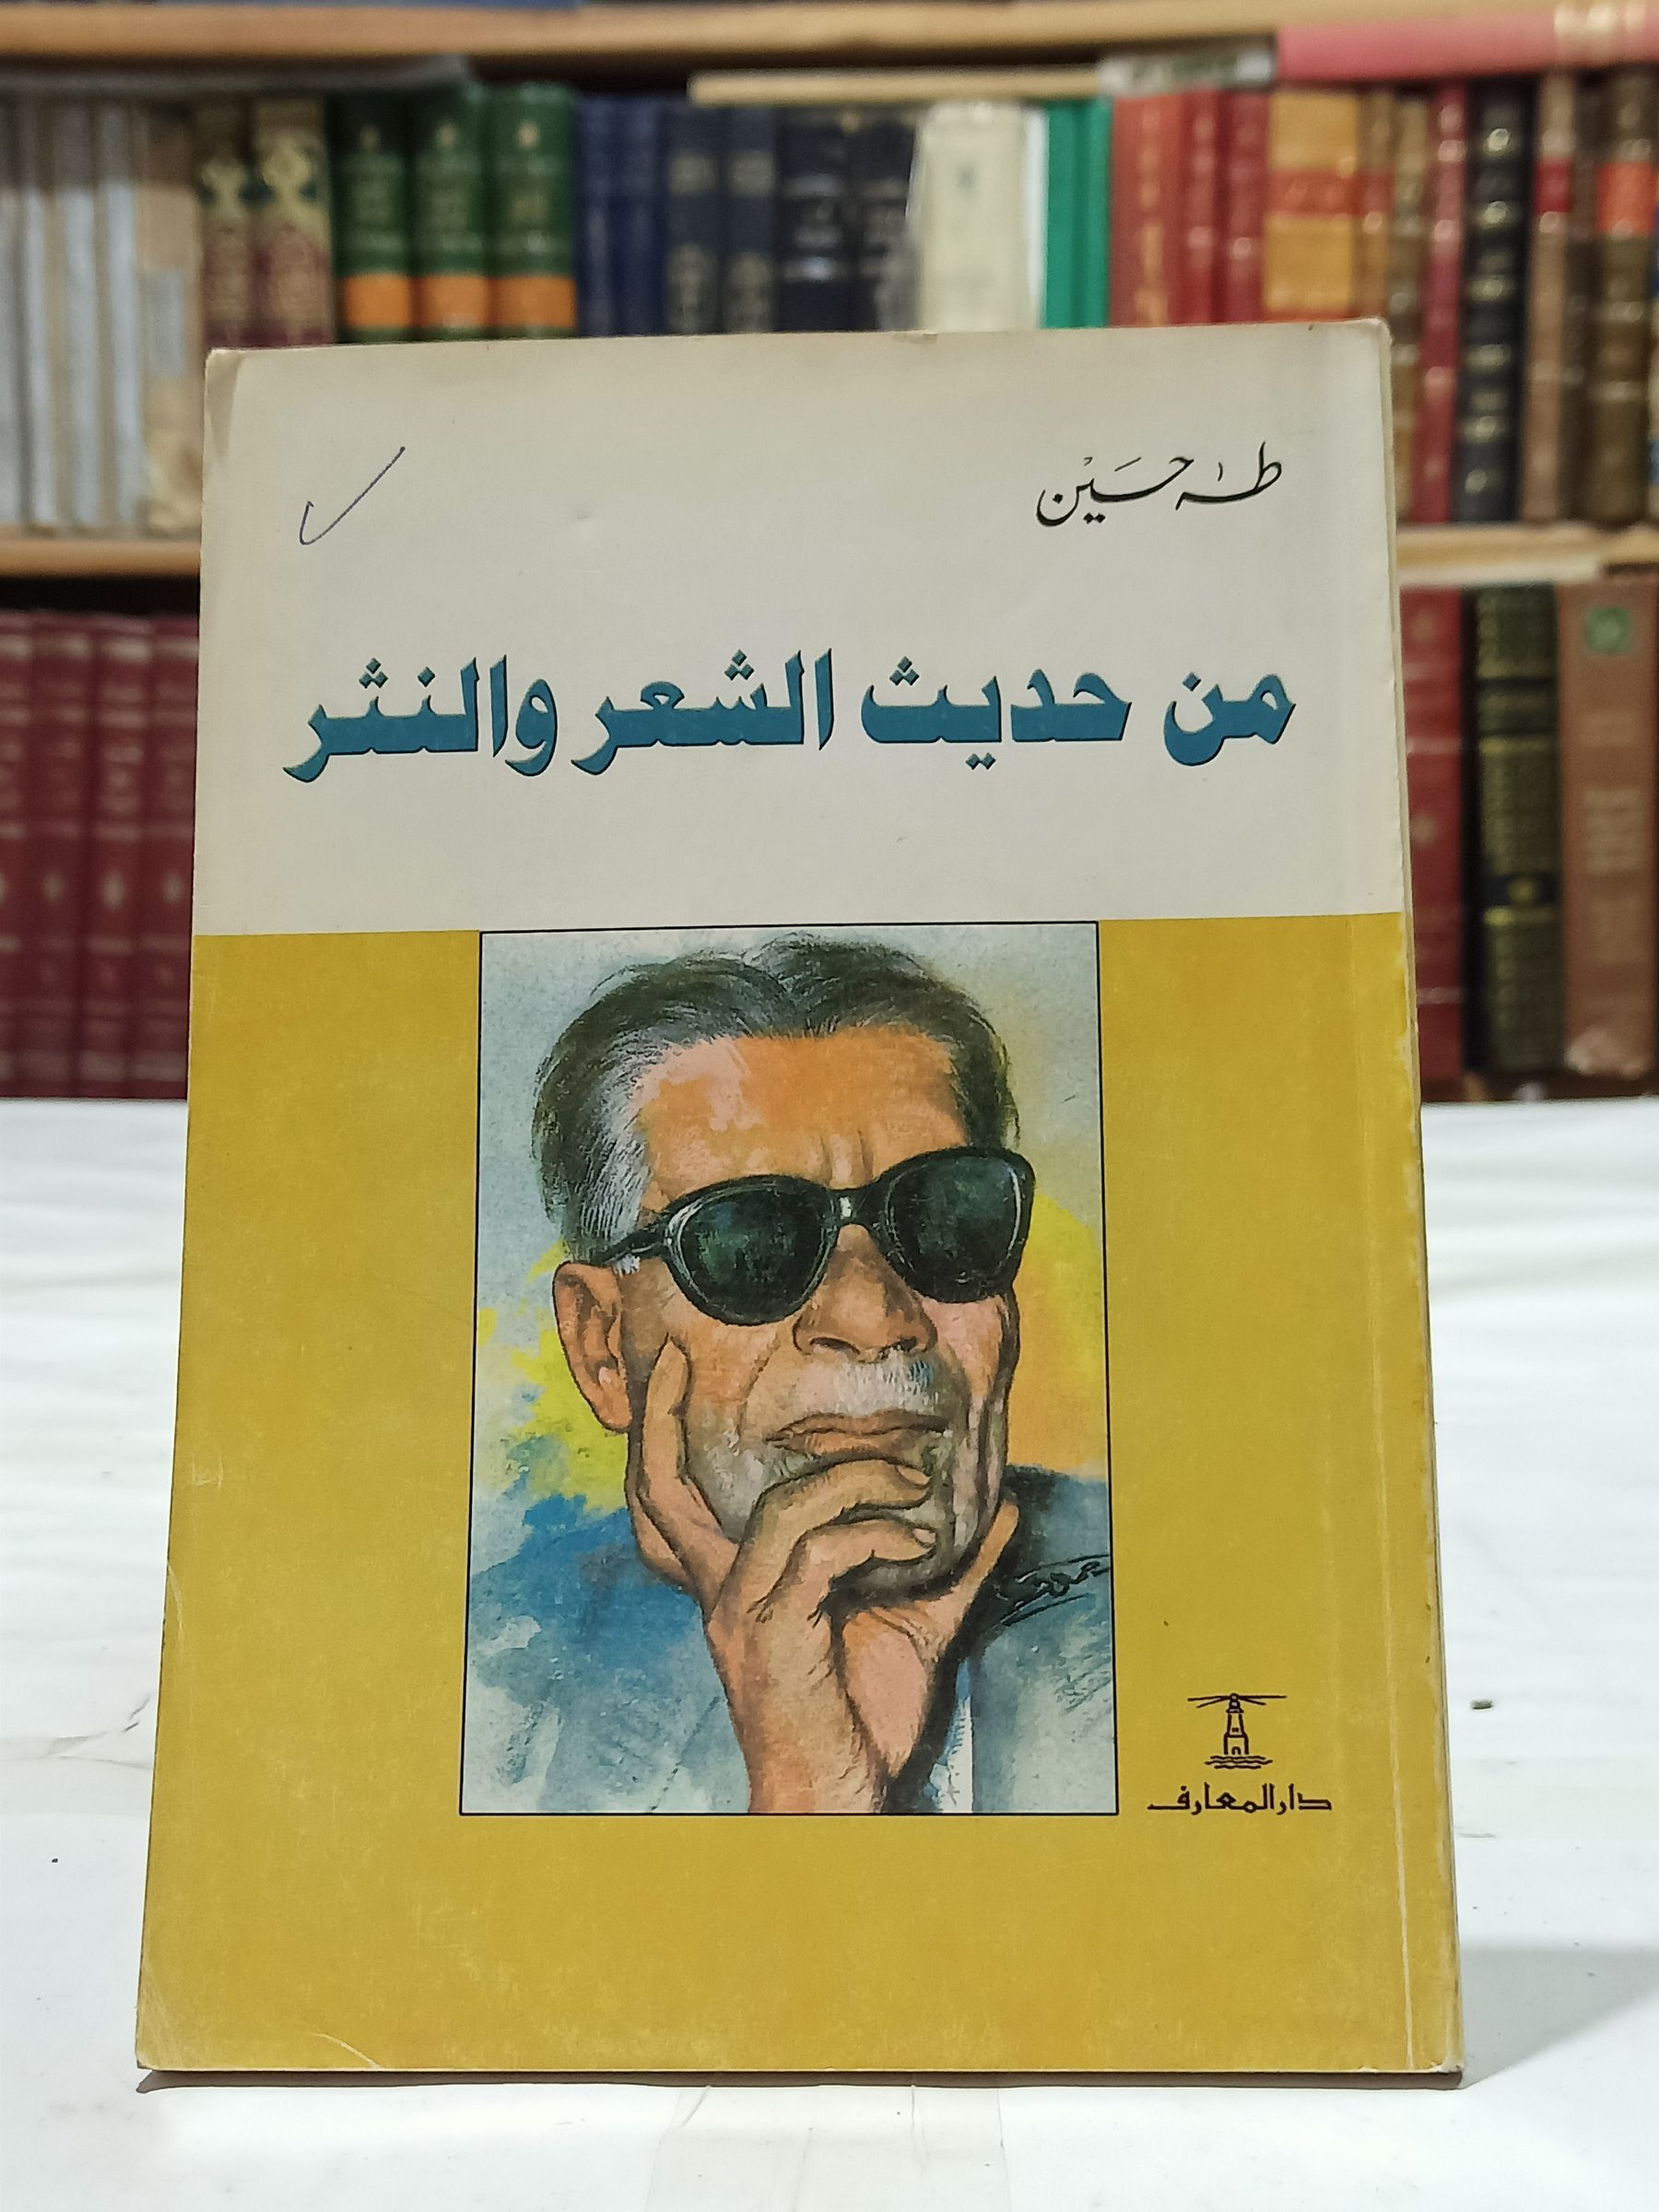 طه حسين
من حديث الشعر والنثر
دار المعارف